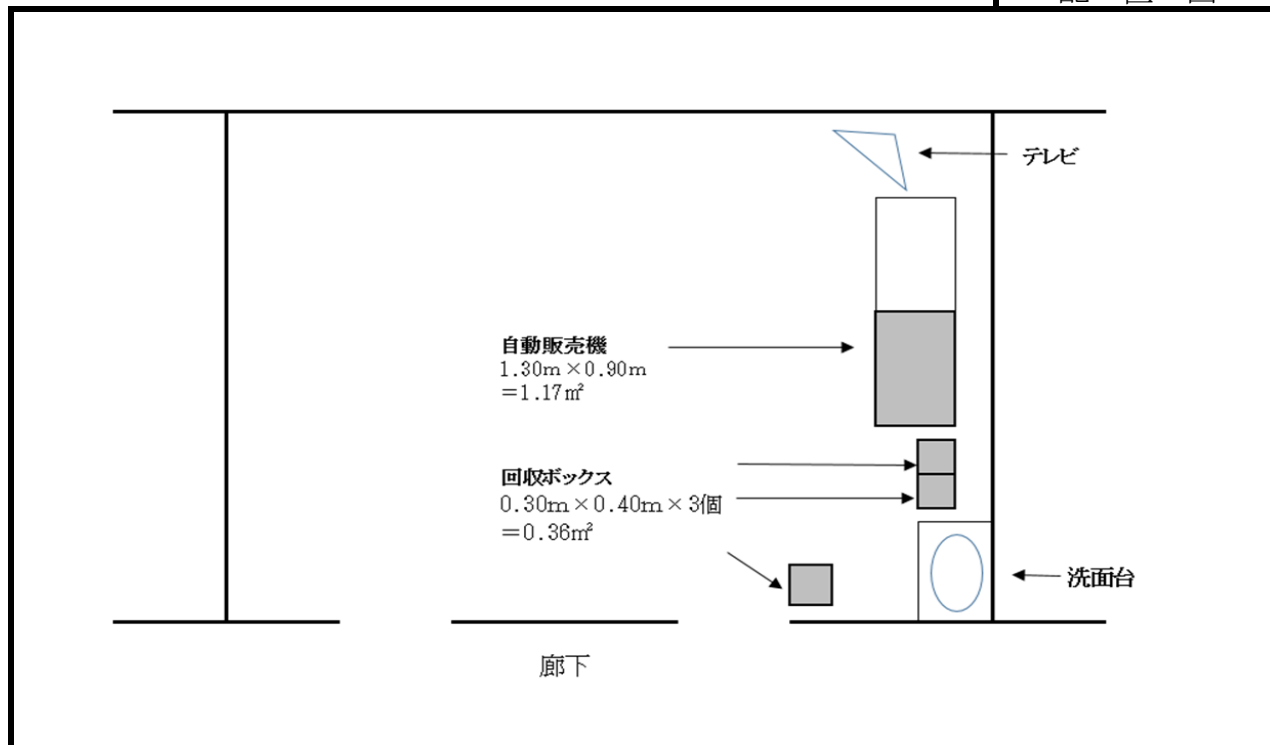 テレビ
自動販売機
1.30m×0.90m
=1.17㎡
回収ボックス
0.30m×0.40m×3個
=0.36㎡
洗面台
廊下